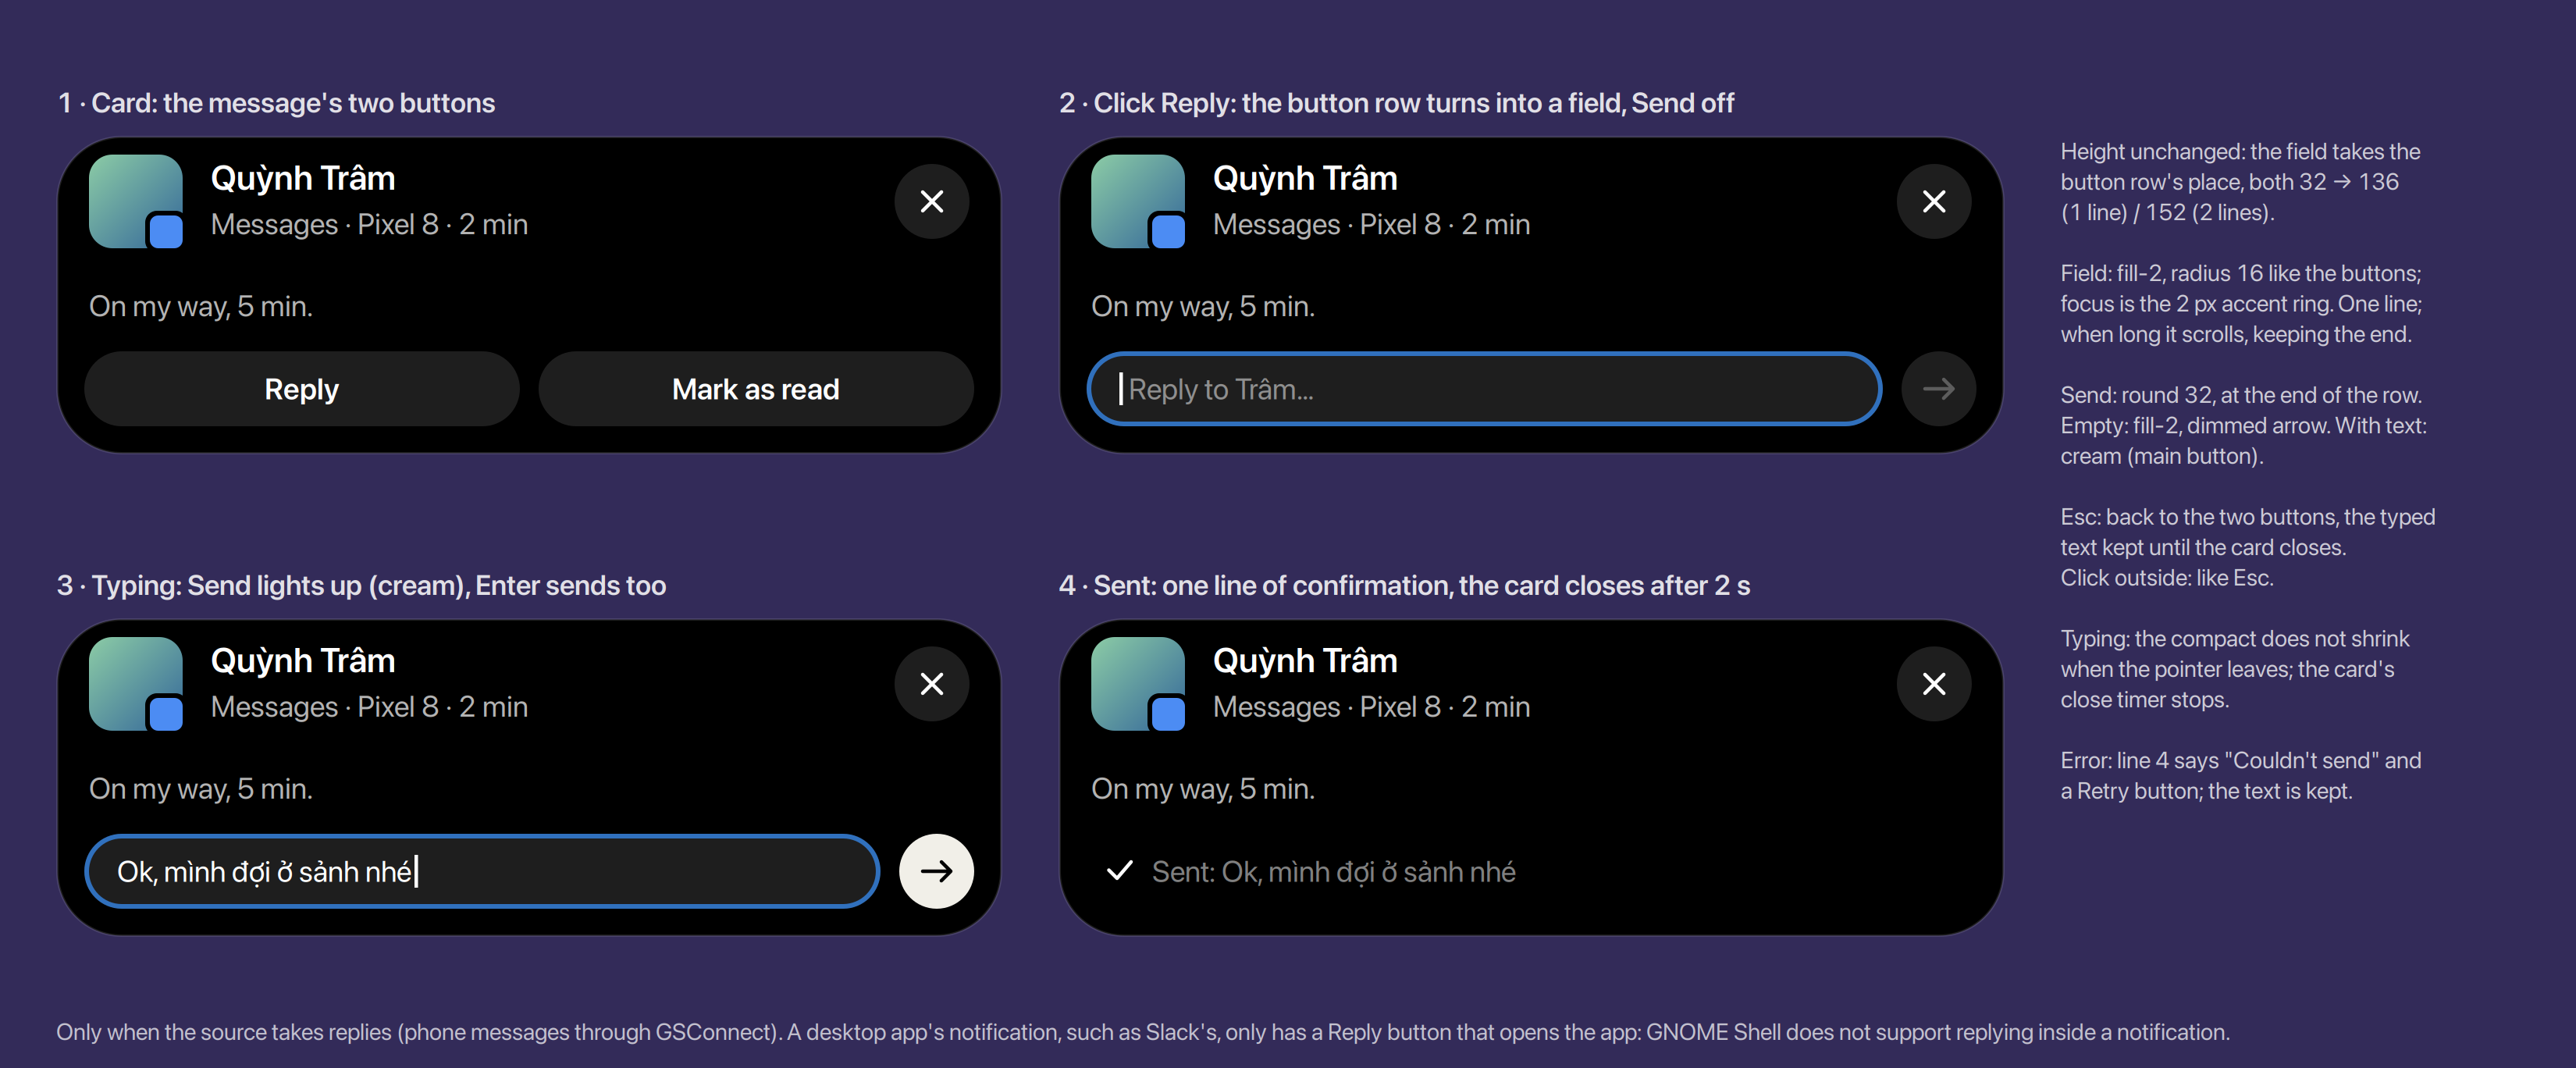 1 · Card: the message's two buttons
Quỳnh Trâm
Messages · Pixel 8 · 2 min
On my way, 5 min.
Reply
Mark as read
2 · Click Reply: the button row turns into a field, Send off
Quỳnh Trâm
Messages · Pixel 8 · 2 min
On my way, 5 min.
Reply to Trâm...
3 · Typing: Send lights up (cream), Enter sends too
Quỳnh Trâm
Messages · Pixel 8 · 2 min
On my way, 5 min.
Ok, mình đợi ở sảnh nhé
4 · Sent: one line of confirmation, the card closes after 2 s
Quỳnh Trâm
Messages · Pixel 8 · 2 min
On my way, 5 min.
Sent: Ok, mình đợi ở sảnh nhé
Height unchanged: the field takes the
button row's place, both 32 → 136
(1 line) / 152 (2 lines).
Field: fill-2, radius 16 like the buttons;
focus is the 2 px accent ring. One line;
when long it scrolls, keeping the end.
Send: round 32, at the end of the row.
Empty: fill-2, dimmed arrow. With text:
cream (main button).
Esc: back to the two buttons, the typed
text kept until the card closes.
Click outside: like Esc.
Typing: the compact does not shrink
when the pointer leaves; the card's
close timer stops.
Error: line 4 says "Couldn't send" and
a Retry button; the text is kept.
Only when the source takes replies (phone messages through GSConnect). A desktop app's notification, such as Slack's, only has a Reply button that opens the app: GNOME Shell does not support replying inside a notification.